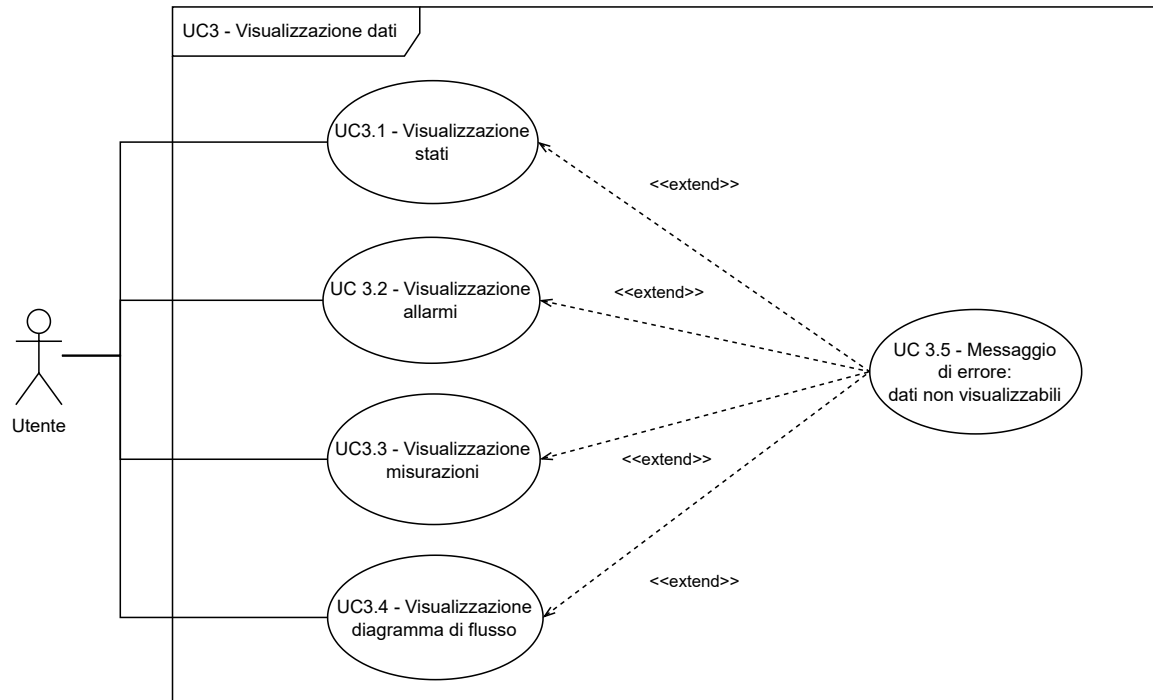 UC3 - Visualizzazione dati
UC3.1 - Visualizzazione
stati
<<extend>>
UC 3.2 - Visualizzazione
allarmi
<<extend>>
UC 3.5 - Messaggio
di errore:
dati non visualizzabili
Utente
UC3.3 - Visualizzazione
misurazioni
<<extend>>
UC3.4 - Visualizzazione
diagramma di flusso
<<extend>>